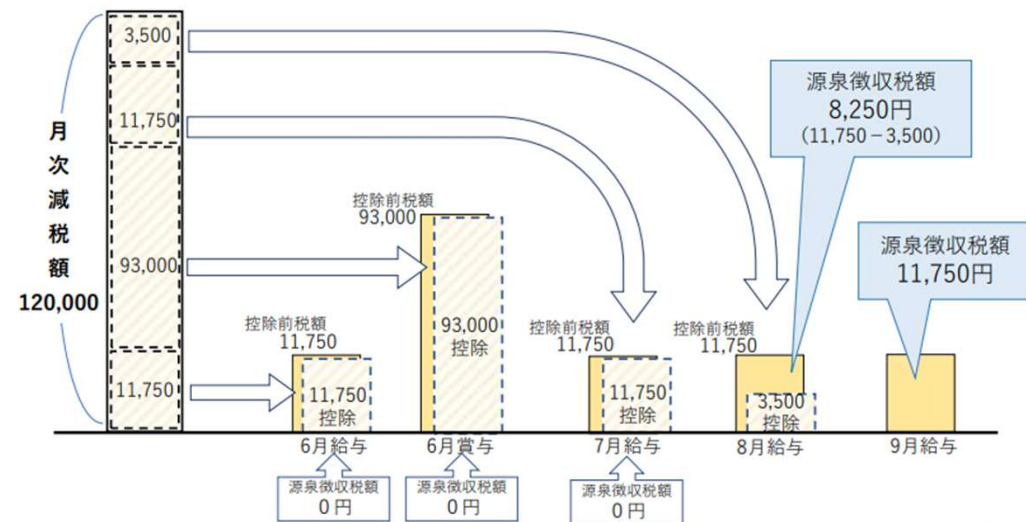 月次減税額
120,000
3,500
11,750
93,000
11,750
控除前税額
11,750
11,750
控除
6月給与
源泉徴収税額
0円
控除前税額
93,000
93,000
控除
6月賞与
源泉徴収税額
0円
控除前税額
11,750
11,750
控除
7月給与
源泉徴収税額
0円
控除前税額
11,750
3,500
控除
8月給与
源泉徴収税額
8,250円
（11,750－3,500）
源泉徴収税額
11,750円
9月給与